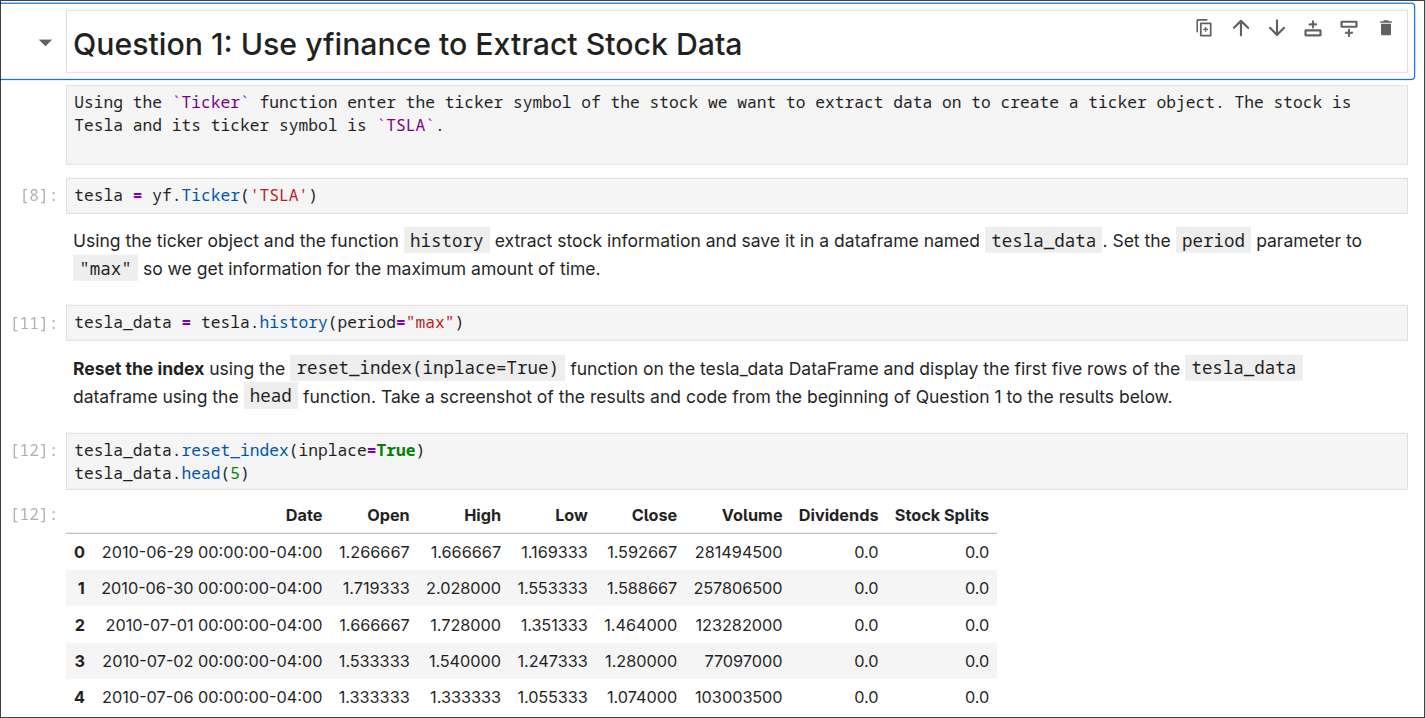 Question 1: Use yfinance to Extract Stock Data
Using the `Ticker` function enter the ticker symbol of the stock we want to extract data on to create a ticker object. The stock is
Tesla and its ticker symbol is `TSLA`.
[8]: tesla = yf.Ticker('TSLA')
Using the ticker object and the function history extract stock information and save it in a dataframe named tesla_data . Set the period parameter to
"max" so we get information for the maximum amount of time.
[11]: tesla_data = tesla.history(period="max")
Reset the index using the reset_index(inplace=True) function on the tesla_data DataFrame and display the first five rows of the tesla_data
dataframe using the head function. Take a screenshot of the results and code from the beginning of Question 1 to the results below.
[12]: tesla_data.reset_index(inplace=True)
tesla_data.head(5)
[12]: Date Open High Low Close Volume Dividends Stock Splits
0 2010-06-29 00:00:00-04:00 1.266667 1.666667 1.169333 1.592667 281494500 0.0 0.0
1 2010-06-30 00:00:00-04:00 1.719333 2.028000 1.553333 1.588667 257806500 0.0 0.0
2 2010-07-01 00:00:00-04:00 1.666667 1.728000 1.351333 1.464000 123282000 0.0 0.0
3 2010-07-02 00:00:00-04:00 1.533333 1.540000 1.247333 1.280000 77097000 0.0 0.0
4 2010-07-06 00:00:00-04:00 1.333333 1.333333 1.055333 1.074000 103003500 0.0 0.0